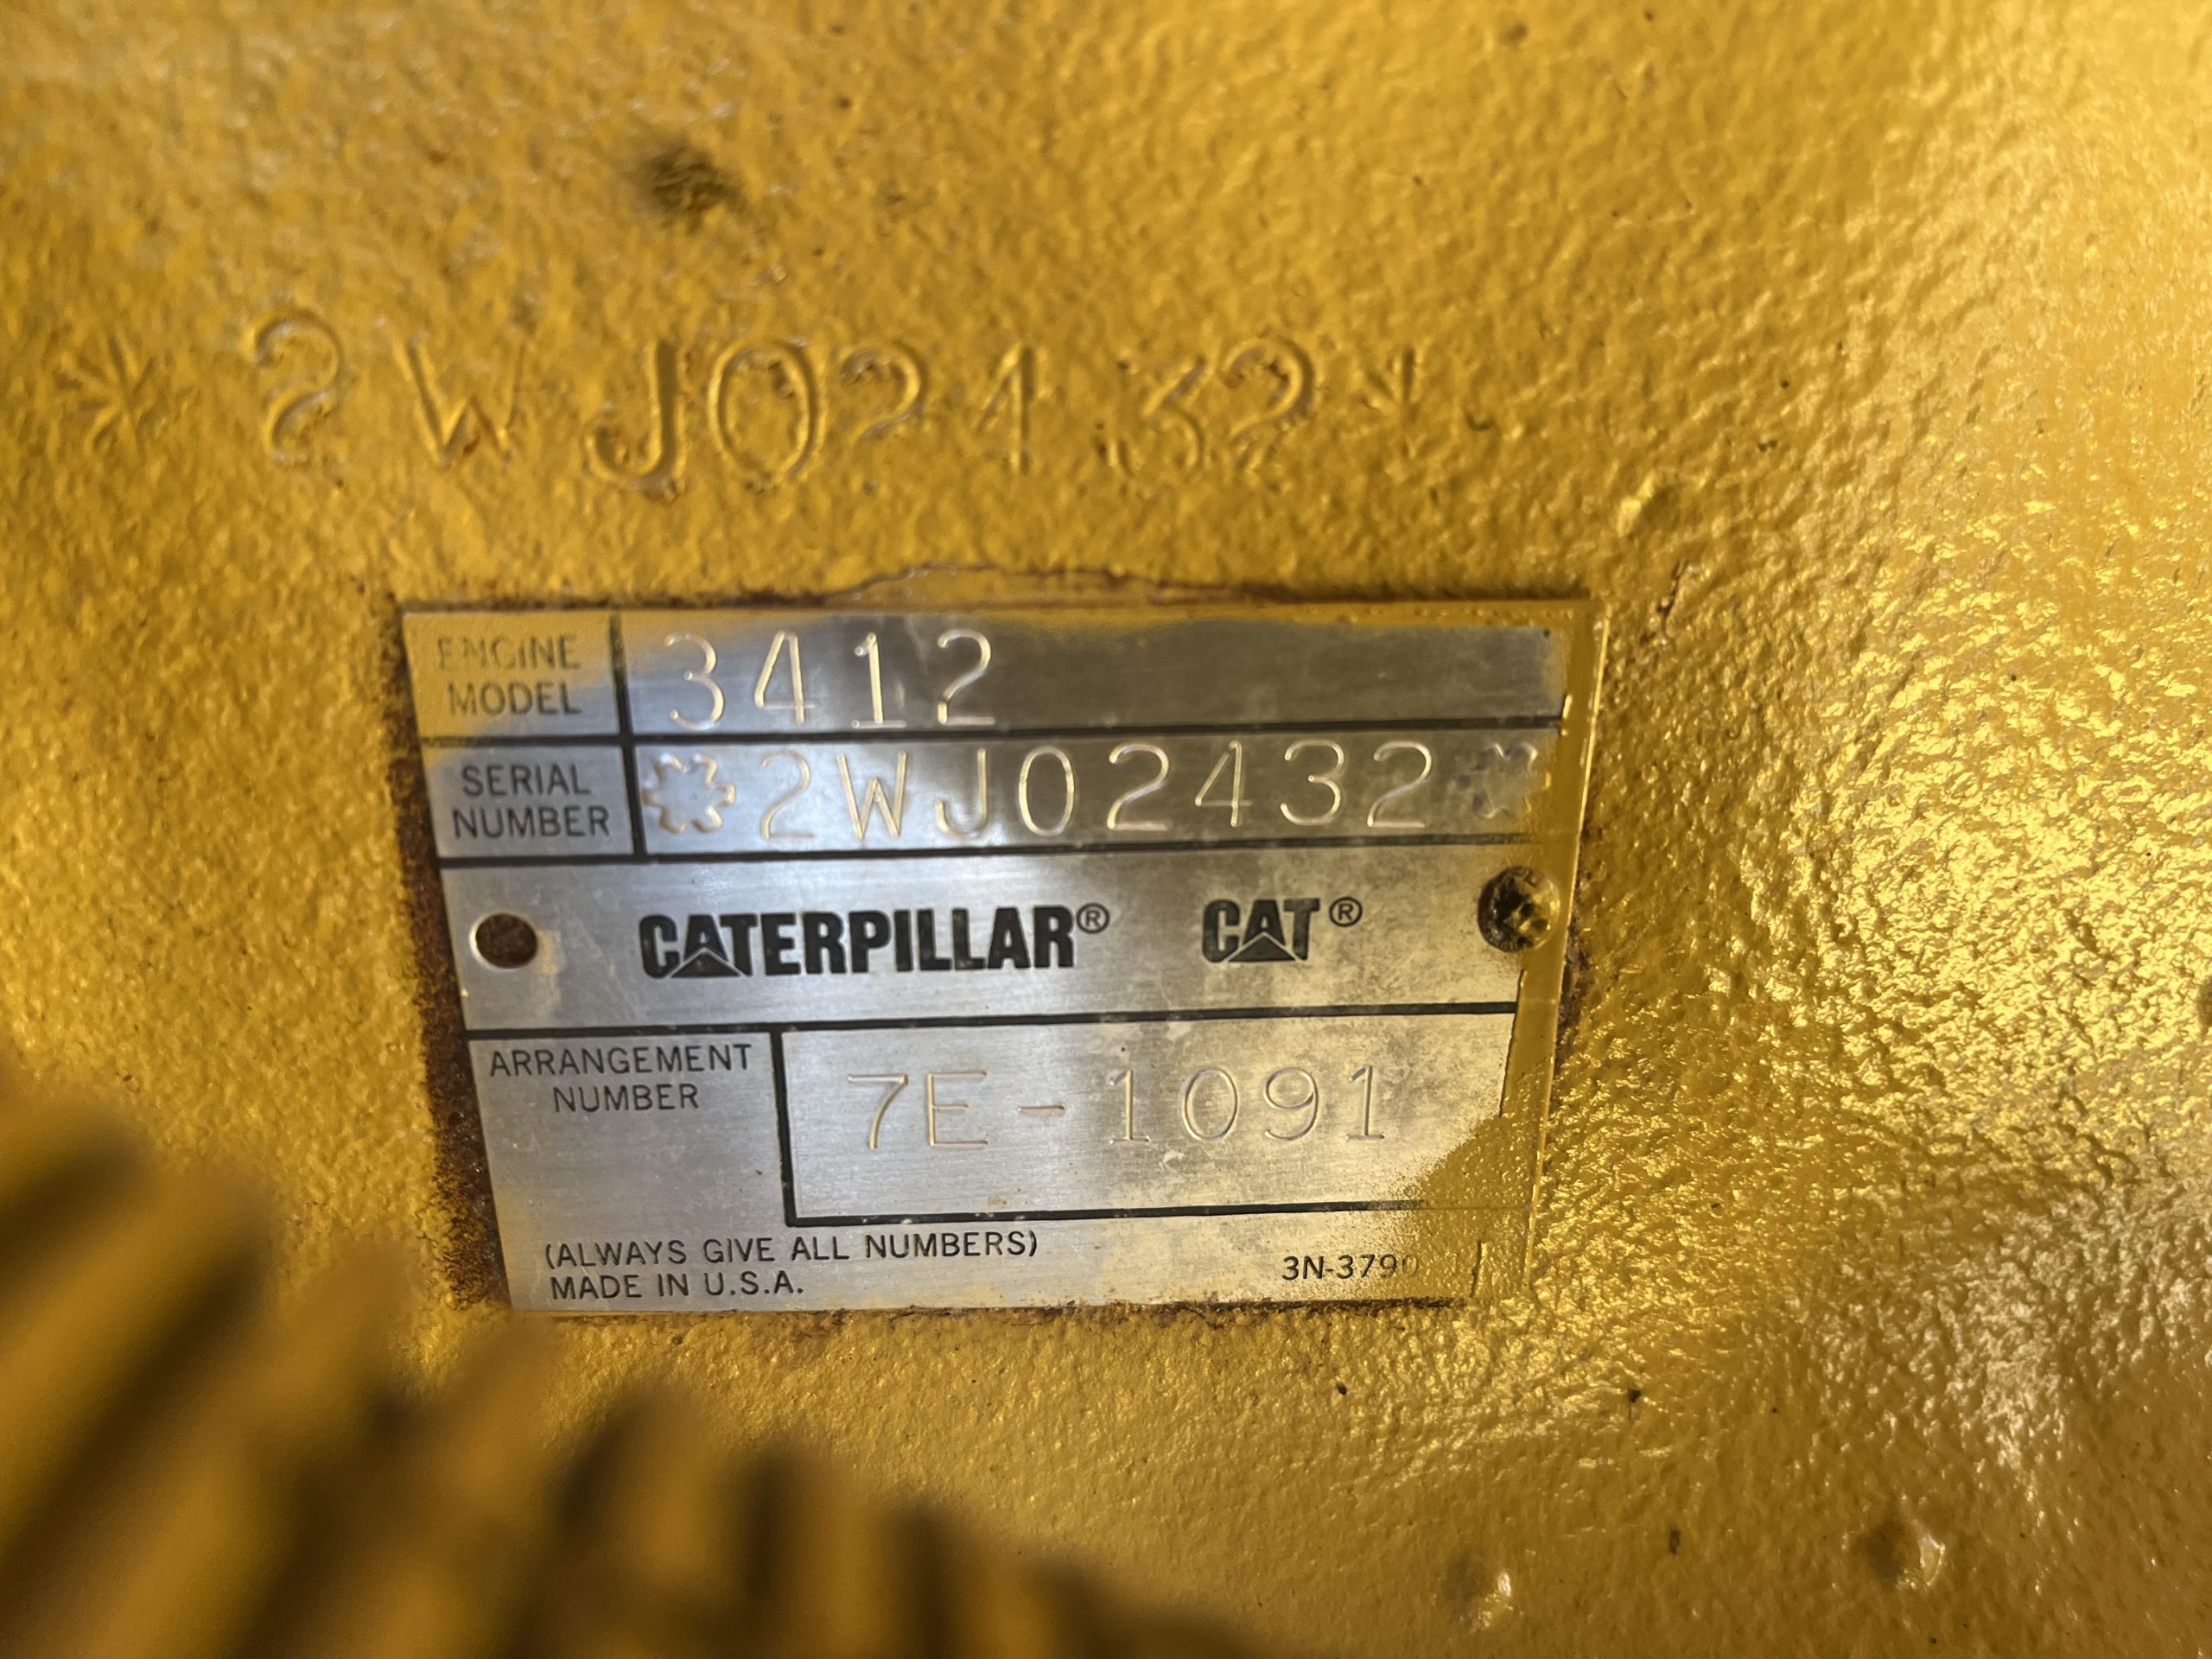 *2WJ02432*
ENGINE MODEL 3412
SERIAL NUMBER *2WJ02432*
CATERPILLAR® CAT®
ARRANGEMENT NUMBER 7E-1091
(ALWAYS GIVE ALL NUMBERS)
MADE IN U.S.A. 3N-3790